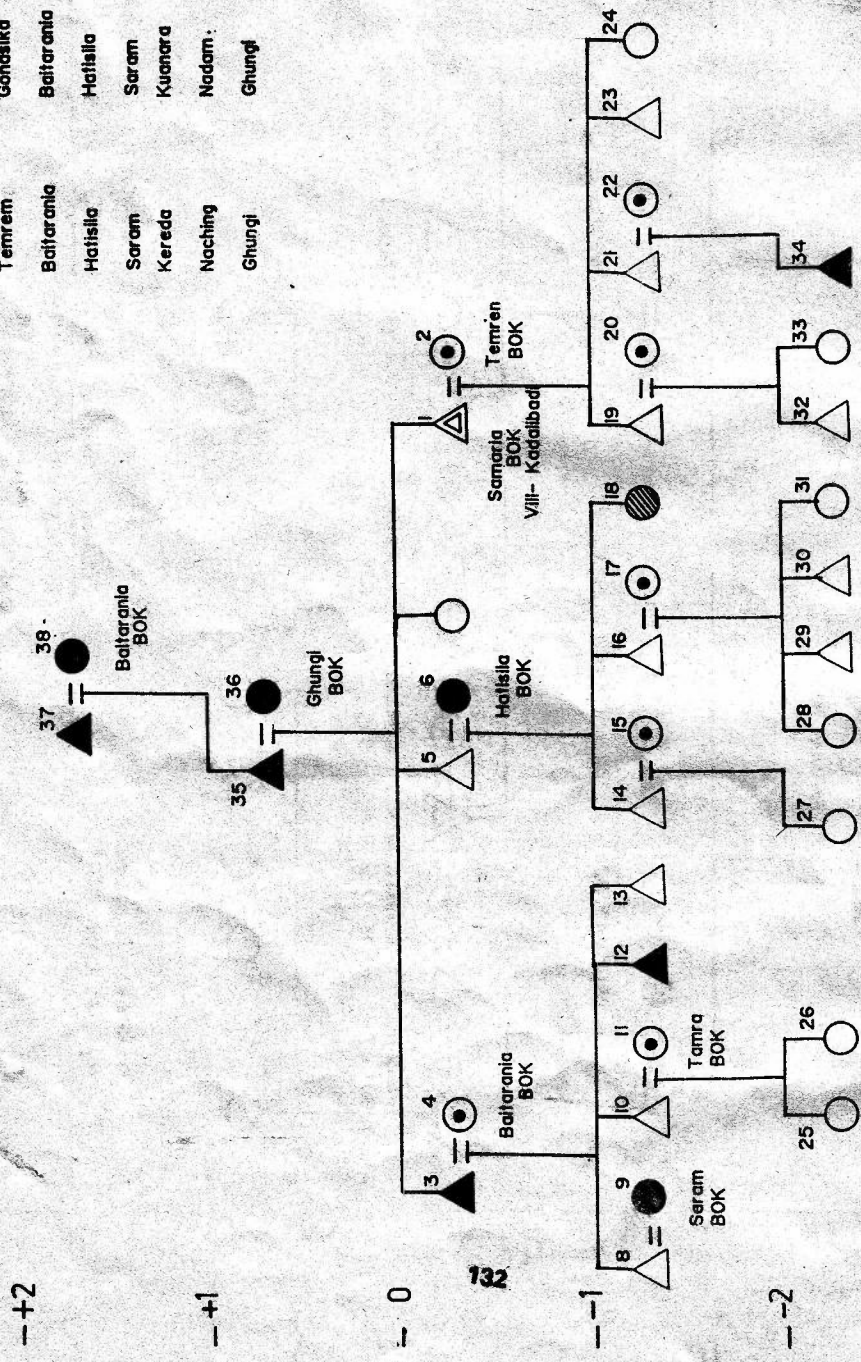 Temrem Gonasika
Baitarania Baitarania
Hatisila Hatisila
Saram Saram
Kereda Kuanara
Naching Nadam.
Ghungi Ghungi
+2
37 38
Baitarania
BOK
+1
35 36
Ghungi
BOK
0
3 4
Baitarania
BOK
5 6
Hatisila
BOK
1 2
Samaria
BOK
Vill- Kadalibadi
Temren
BOK
-1
8 9 10 11 12 13 14 15 16 17 18 19 20 21 22 23 24
Saram
BOK
Tamra
BOK
-2
25 26 27 28 29 30 31 32 33 34
132